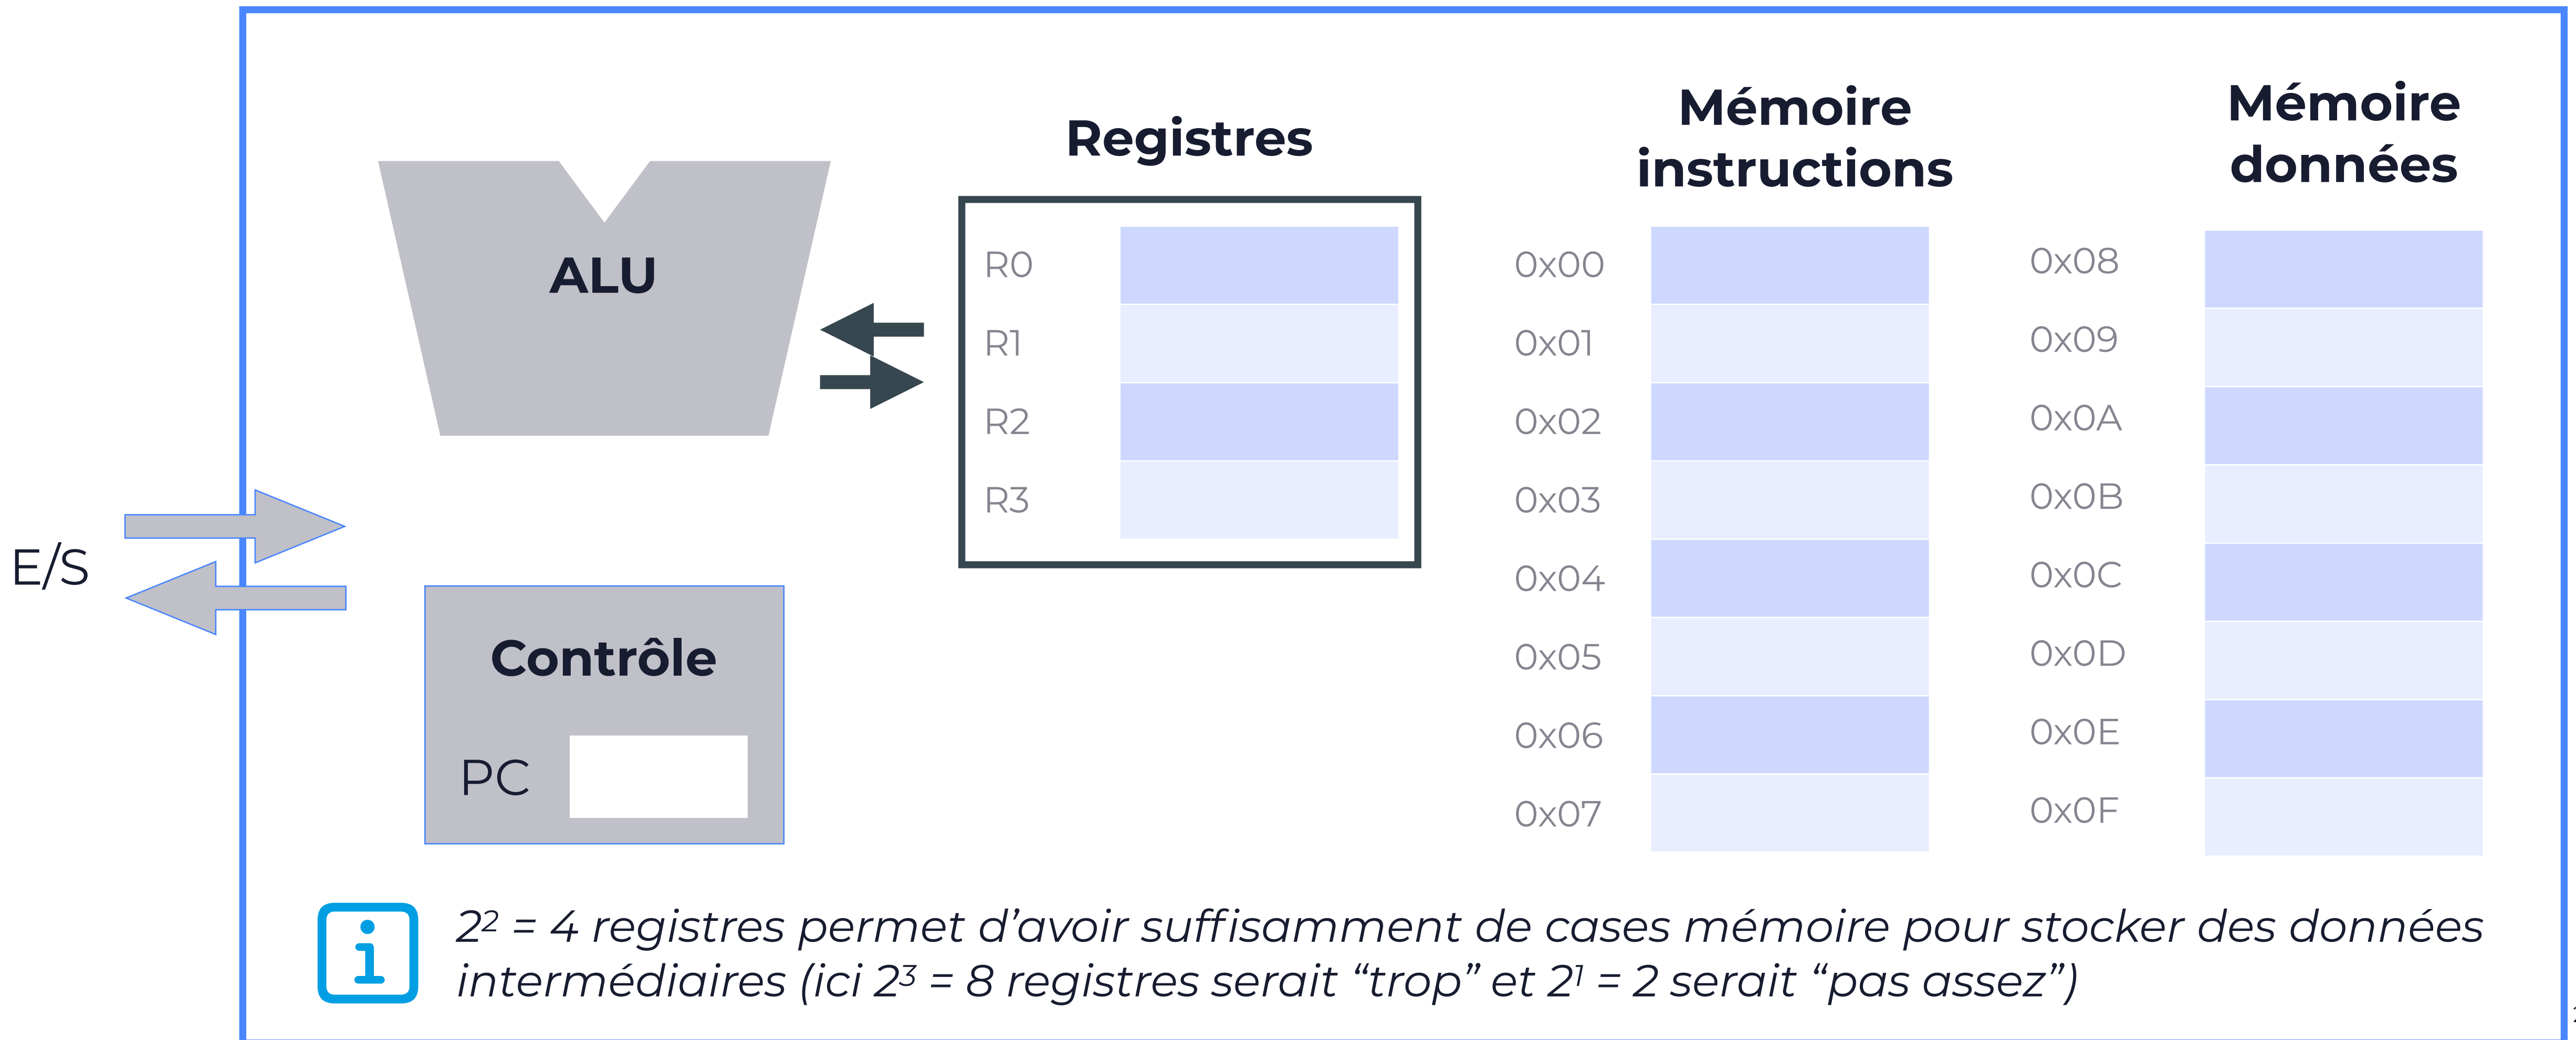 Registres
Mémoire
instructions
Mémoire
données
ALU
R0
R1
R2
R3
0x00
0x01
0x02
0x03
0x04
0x05
0x06
0x07
0x08
0x09
0x0A
0x0B
0x0C
0x0D
0x0E
0x0F
E/S
Contrôle
PC
2² = 4 registres permet d’avoir suffisamment de cases mémoire pour stocker des données
intermédiaires (ici 2³ = 8 registres serait “trop” et 2¹ = 2 serait “pas assez”)